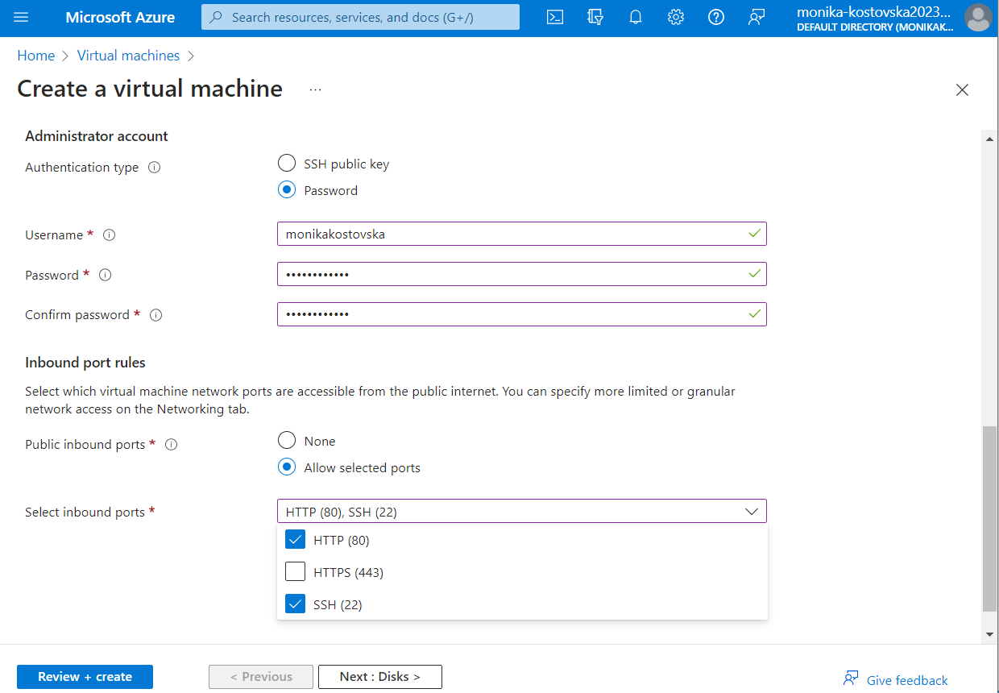 Microsoft Azure
Search resources, services, and docs (G+/)
monika-kostovska2023...
DEFAULT DIRECTORY (MONIKAK...
Home > Virtual machines >
Create a virtual machine ...
Administrator account
Authentication type
SSH public key
Password
Username *
monikakostovska
Password *
••••••••••••
Confirm password *
••••••••••••
Inbound port rules
Select which virtual machine network ports are accessible from the public internet. You can specify more limited or granular
network access on the Networking tab.
Public inbound ports *
None
Allow selected ports
Select inbound ports *
HTTP (80), SSH (22)
HTTP (80)
HTTPS (443)
SSH (22)
Review + create
< Previous
Next : Disks >
Give feedback